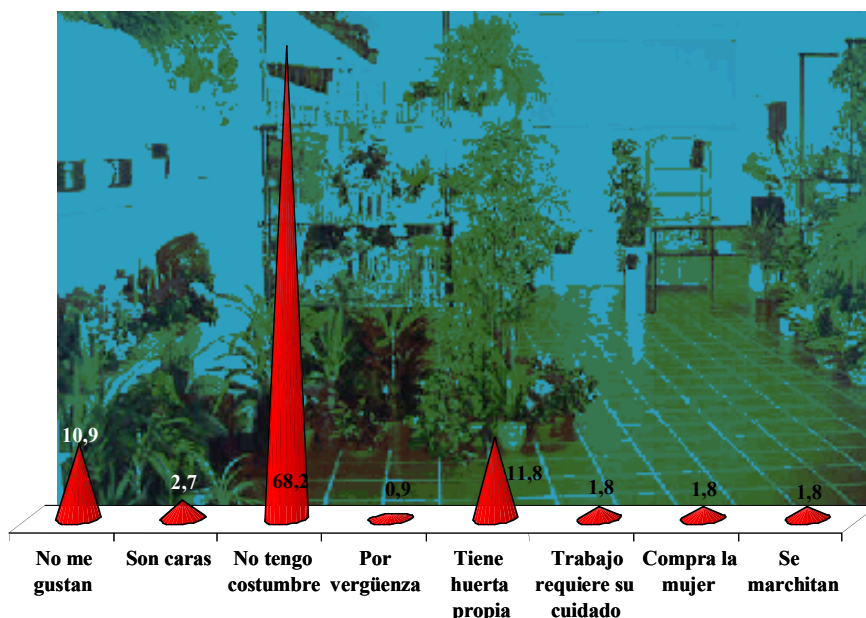 10,9
2,7
68,2
0,9
11,8
1,8
1,8
1,8
No me
gustan
Son caras
No tengo
costumbre
Por
vergüenza
Tiene
huerta
propia
Trabajo
requiere su
cuidado
Compra la
mujer
Se
marchitan